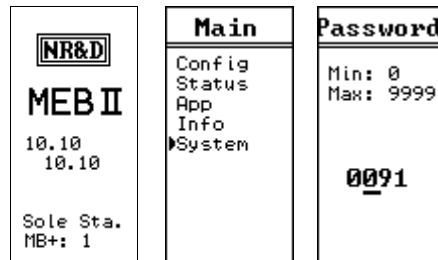 NR&D
MEB II
10.10
10.10
Sole Sta.
MB+: 1
Main
Config
Status
App
Info
System
Password
Min: 0
Max: 9999
0091